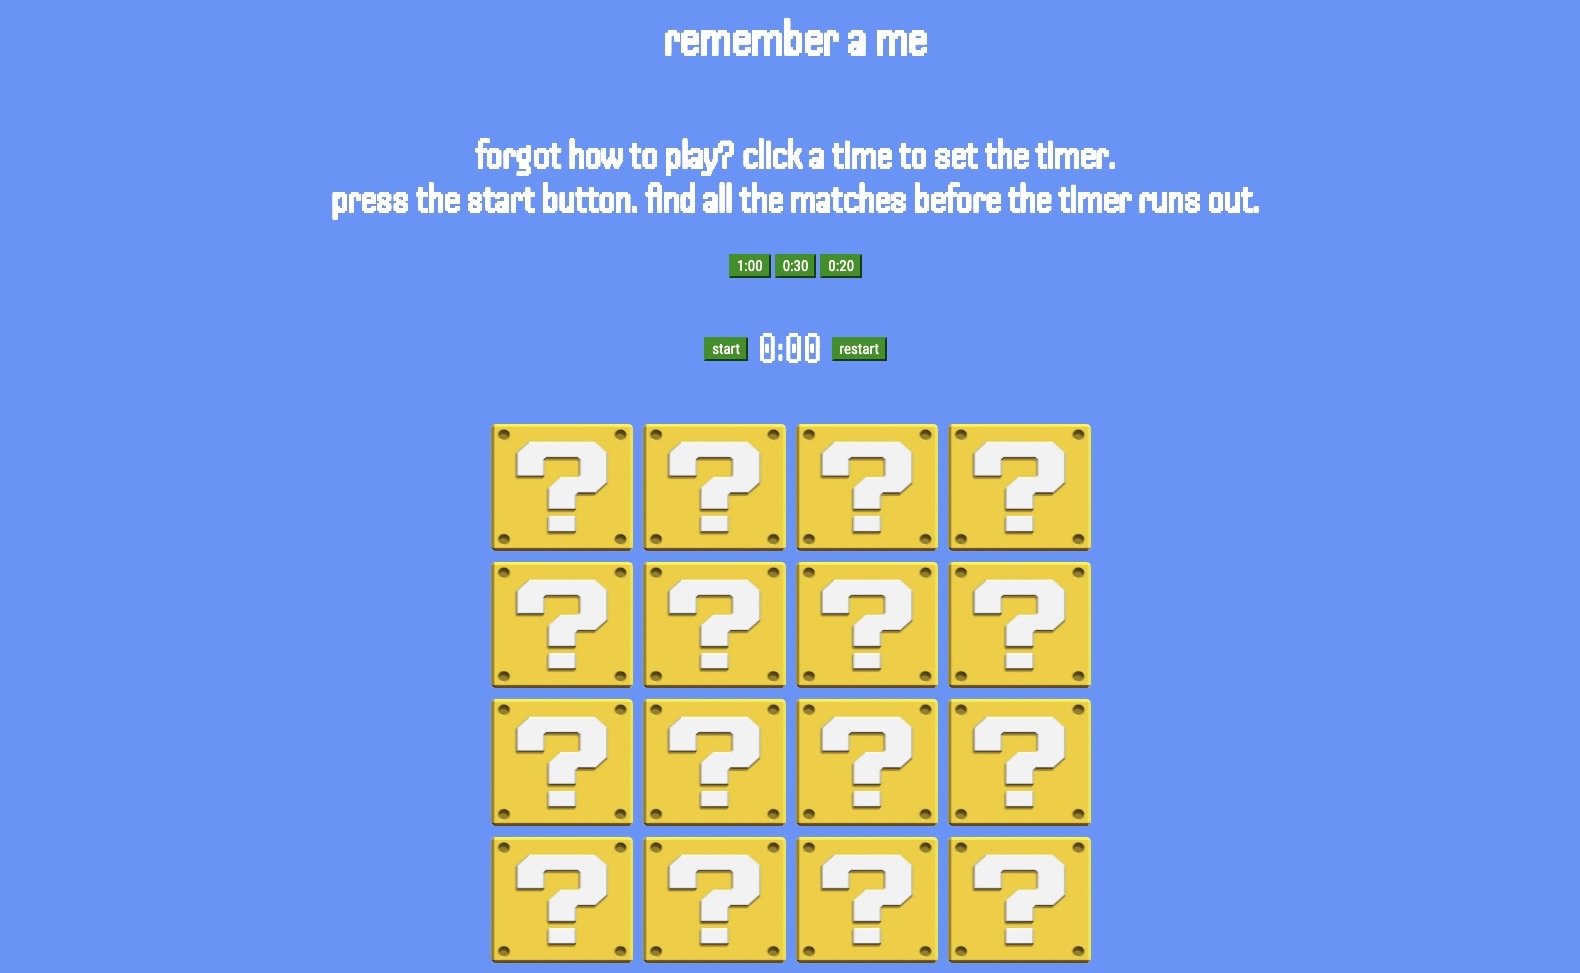 remember a me
forgot how to play? click a time to set the timer.
press the start button. find all the matches before the timer runs out.
1:00 0:30 0:20
start 0:00 restart
? ? ? ?
? ? ? ?
? ? ? ?
? ? ? ?